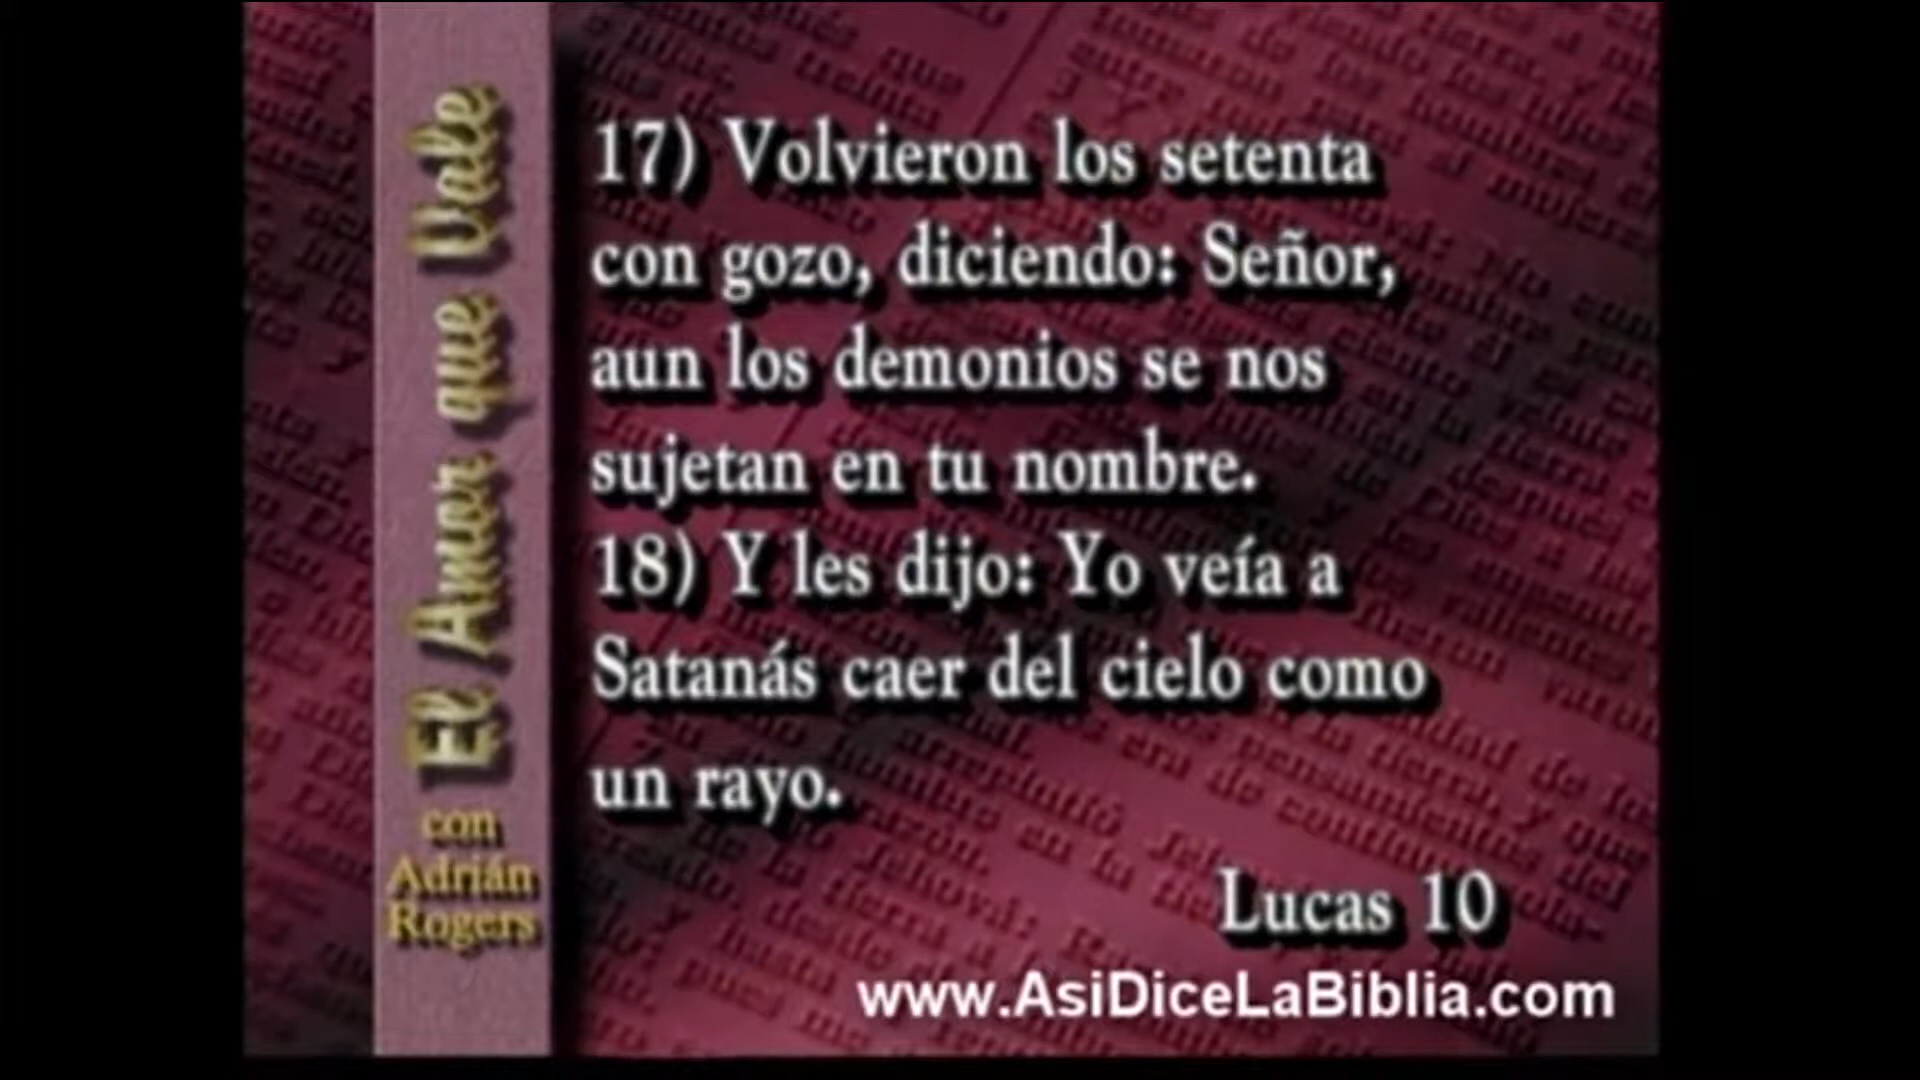 El Amor que Vale
con
Adrián
Rogers
17) Volvieron los setenta
con gozo, diciendo: Señor,
aun los demonios se nos
sujetan en tu nombre.
18) Y les dijo: Yo veía a
Satanás caer del cielo como
un rayo.
Lucas 10
www.AsiDiceLaBiblia.com